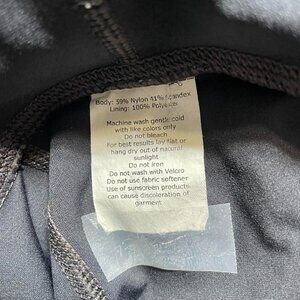 Body: 59% Nylon 41% Spandex
Lining: 100% Polyester
Machine wash gentle cold
with like colors only
Do not bleach
For best results lay flat or
hang dry out of natural
sunlight
Do not iron
Do not wash with Velcro
Do not use fabric softener
Use of sunscreen products
can cause discoloration of
garment